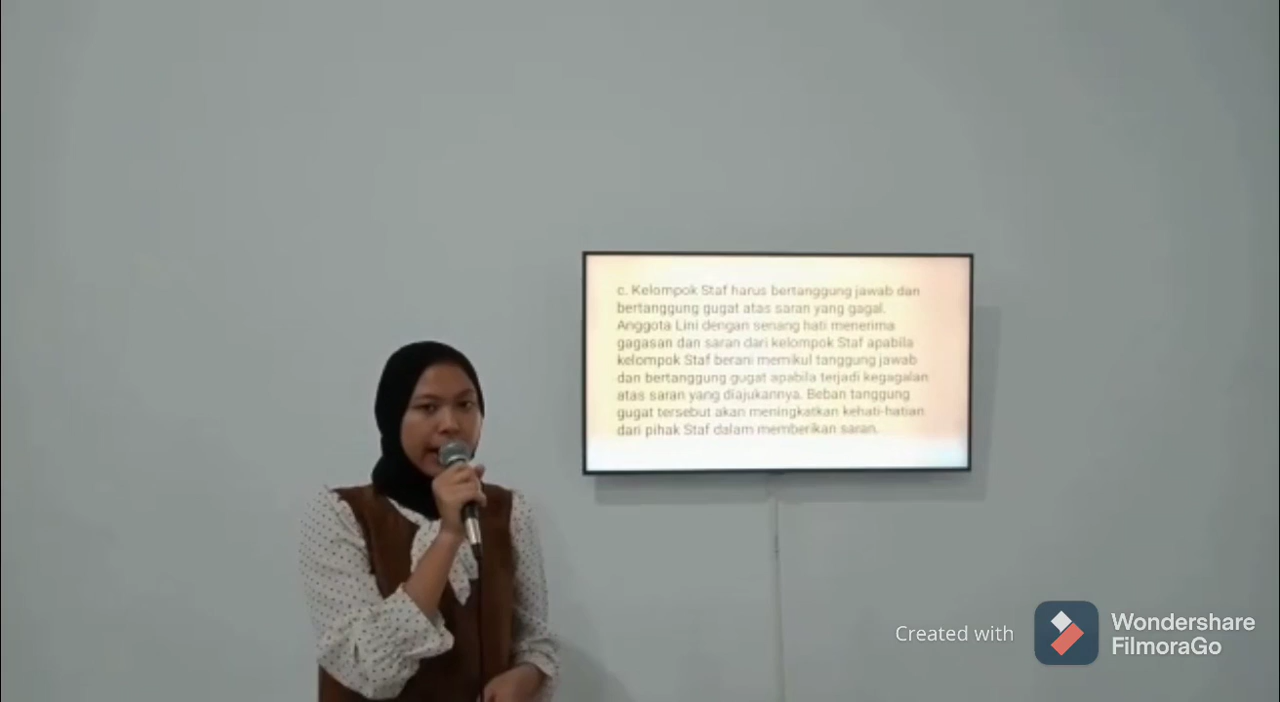 c. Kelompok Staf harus bertanggung jawab dan
bertanggung gugat atas saran yang gagal.
Anggota Lini dengan senang hati menerima
gagasan dan saran dari kelompok Staf apabila
kelompok Staf berani memikul tanggung jawab
dan bertanggung gugat apabila terjadi kegagalan
atas saran yang diajukannya. Beban tanggung
gugat tersebut akan meningkatkan kehati-hatian
dari pihak Staf dalam memberikan saran.
Created with
Wondershare
FilmoraGo